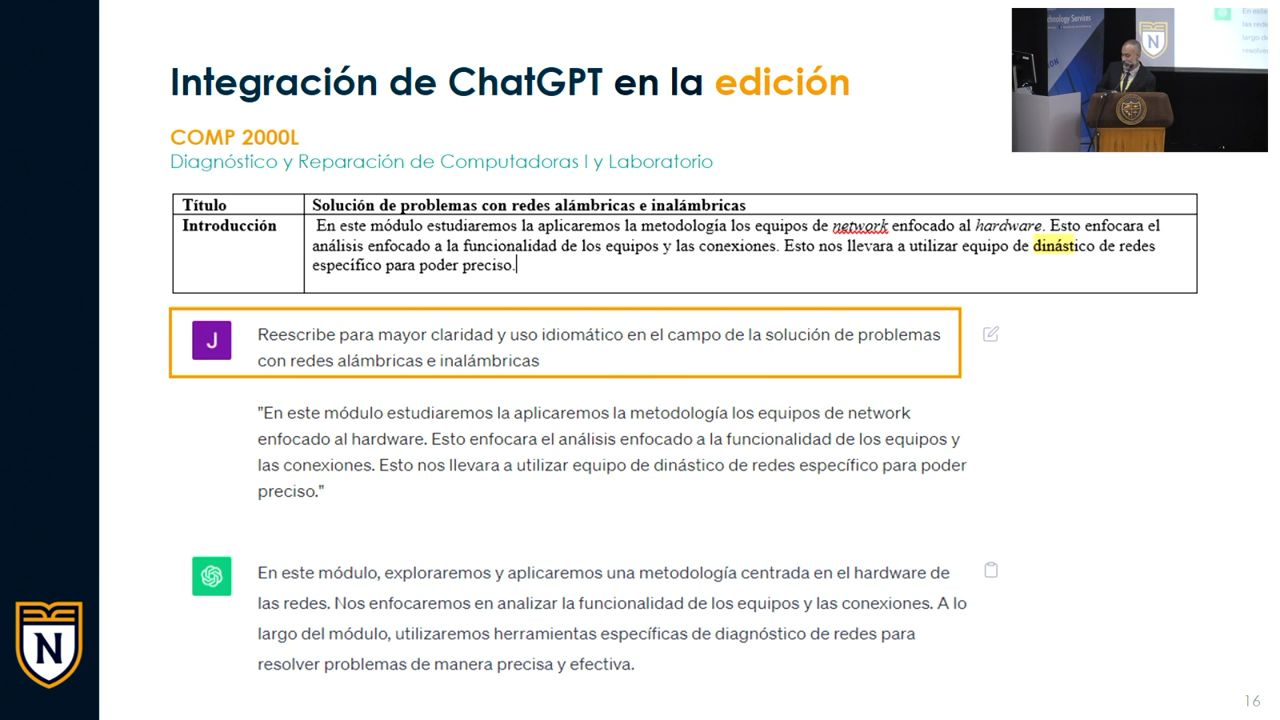 Integración de ChatGPT en la edición
COMP 2000L
Diagnóstico y Reparación de Computadoras I y Laboratorio
Título Solución de problemas con redes alámbricas e inalámbricas
Introducción En este módulo estudiaremos la aplicaremos la metodología los equipos de network enfocado al hardware. Esto enfocara el
análisis enfocado a la funcionalidad de los equipos y las conexiones. Esto nos llevara a utilizar equipo de dinástico de redes
específico para poder preciso.
J
Reescribe para mayor claridad y uso idiomático en el campo de la solución de problemas
con redes alámbricas e inalámbricas
"En este módulo estudiaremos la aplicaremos la metodología los equipos de network
enfocado al hardware. Esto enfocara el análisis enfocado a la funcionalidad de los equipos y
las conexiones. Esto nos llevara a utilizar equipo de dinástico de redes específico para poder
preciso."
En este módulo, exploraremos y aplicaremos una metodología centrada en el hardware de
las redes. Nos enfocaremos en analizar la funcionalidad de los equipos y las conexiones. A lo
largo del módulo, utilizaremos herramientas específicas de diagnóstico de redes para
resolver problemas de manera precisa y efectiva.
N
16
Services
N